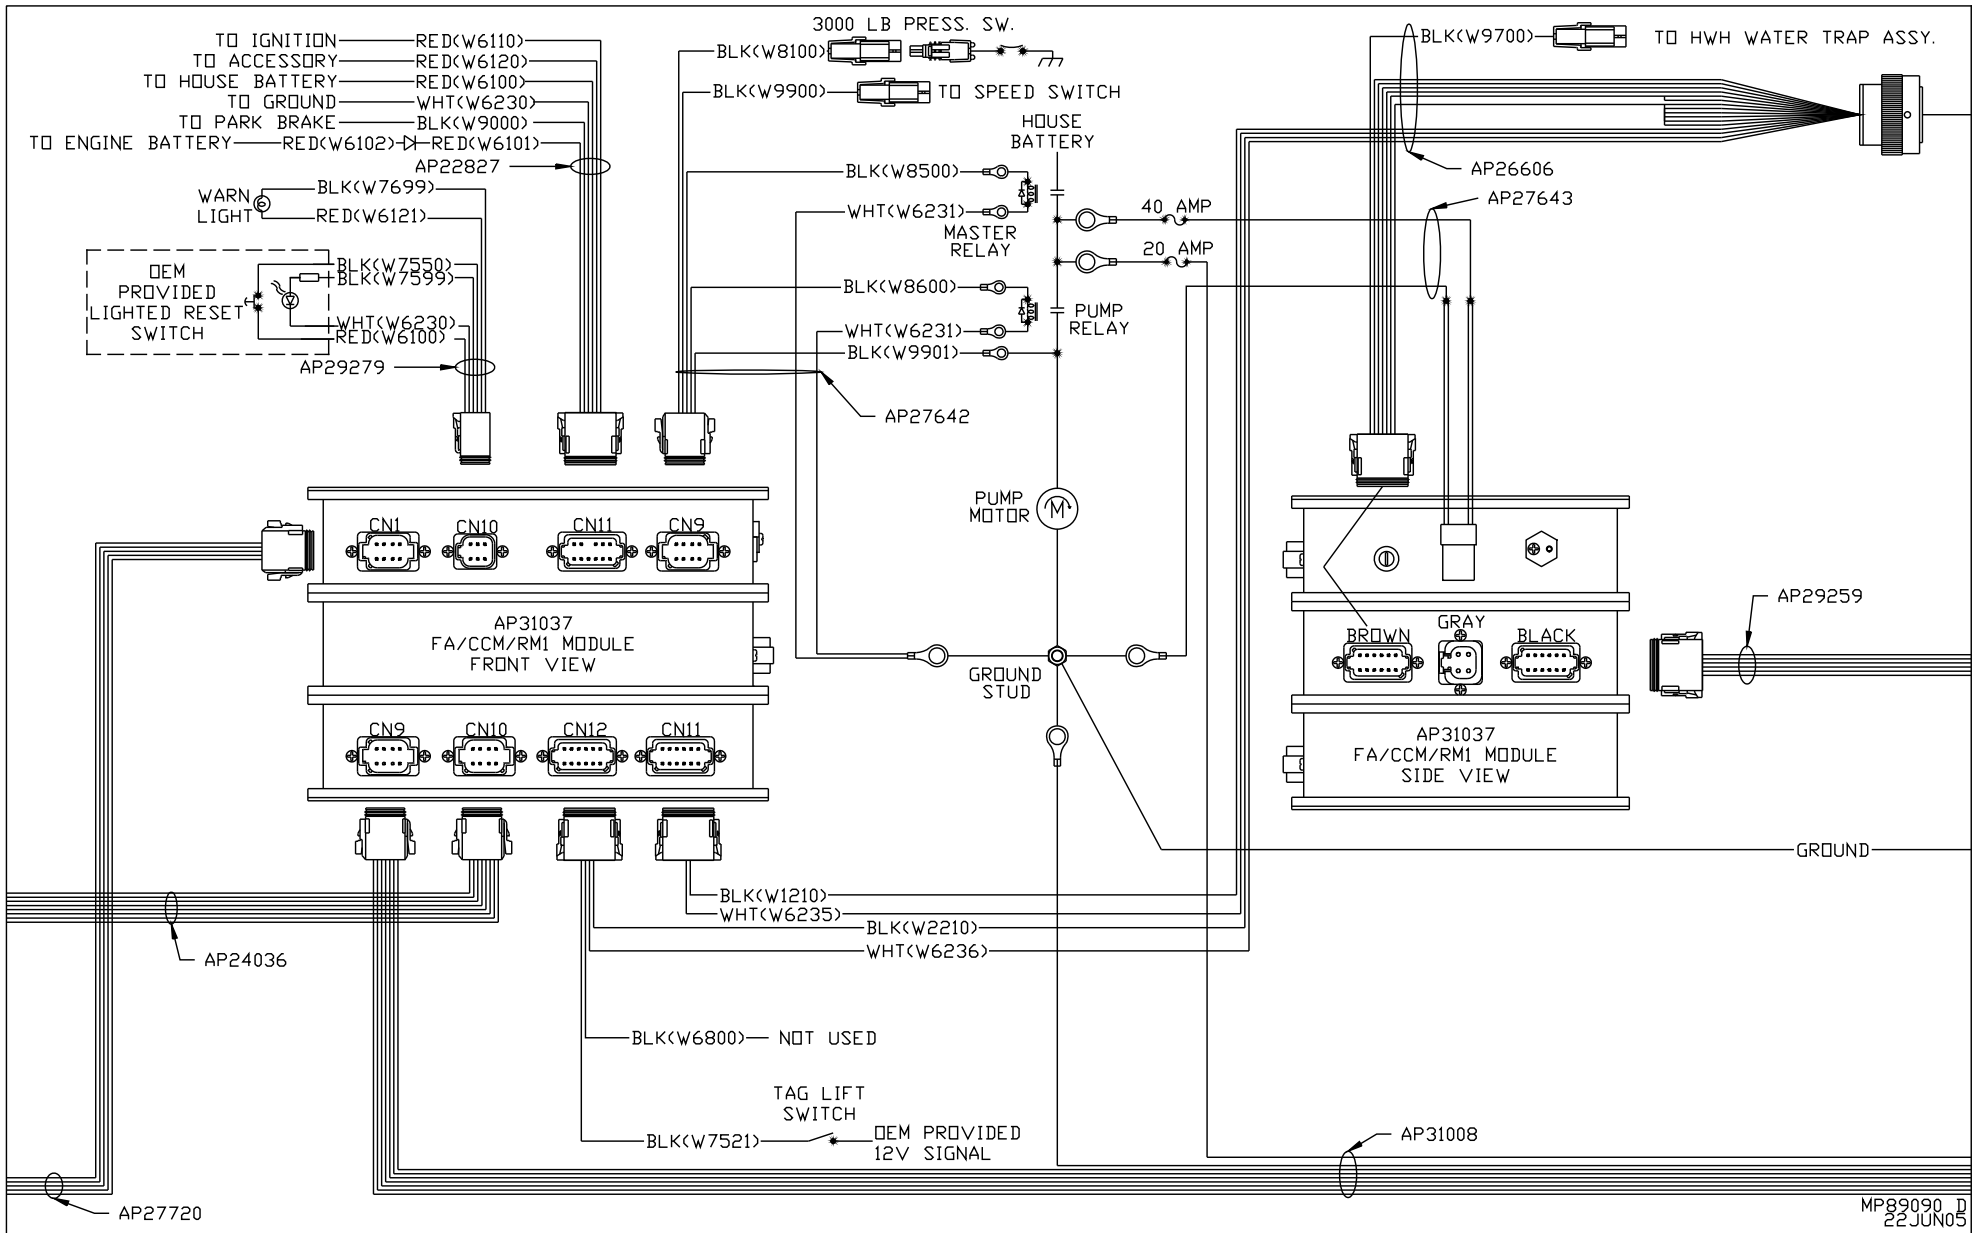 3000 LB PRESS. SW.
TO IGNITION RED(W6110)
TO ACCESSORY RED(W6120)
TO HOUSE BATTERY RED(W6100)
TO GROUND WHT(W6230)
TO PARK BRAKE BLK(W9000)
TO ENGINE BATTERY RED(W6102) RED(W6101)
AP22827
BLK(W8100)
BLK(W9900) TO SPEED SWITCH
BLK(W9700) TO HWH WATER TRAP ASSY.
HOUSE
BATTERY
AP26606
AP27643
WARN
LIGHT
BLK(W7699)
RED(W6121)
BLK(W8500)
WHT(W6231)
MASTER
RELAY
40 AMP
20 AMP
OEM
PROVIDED
LIGHTED RESET
SWITCH
BLK(W7550)
BLK(W7599)
WHT(W6230)
RED(W6100)
AP29279
BLK(W8600)
WHT(W6231)
BLK(W9901)
PUMP
RELAY
AP27642
PUMP
MOTOR
M
CN1 CN10 CN11 CN9
AP31037
FA/CCM/RM1 MODULE
FRONT VIEW
CN9 CN10 CN12 CN11
GROUND
STUD
BROWN GRAY BLACK
AP29259
AP31037
FA/CCM/RM1 MODULE
SIDE VIEW
GROUND
BLK(W1210)
WHT(W6235)
BLK(W2210)
WHT(W6236)
AP24036
BLK(W6800) NOT USED
TAG LIFT
SWITCH
BLK(W7521)
OEM PROVIDED
12V SIGNAL
AP31008
AP27720
MP89090 D
22JUN05